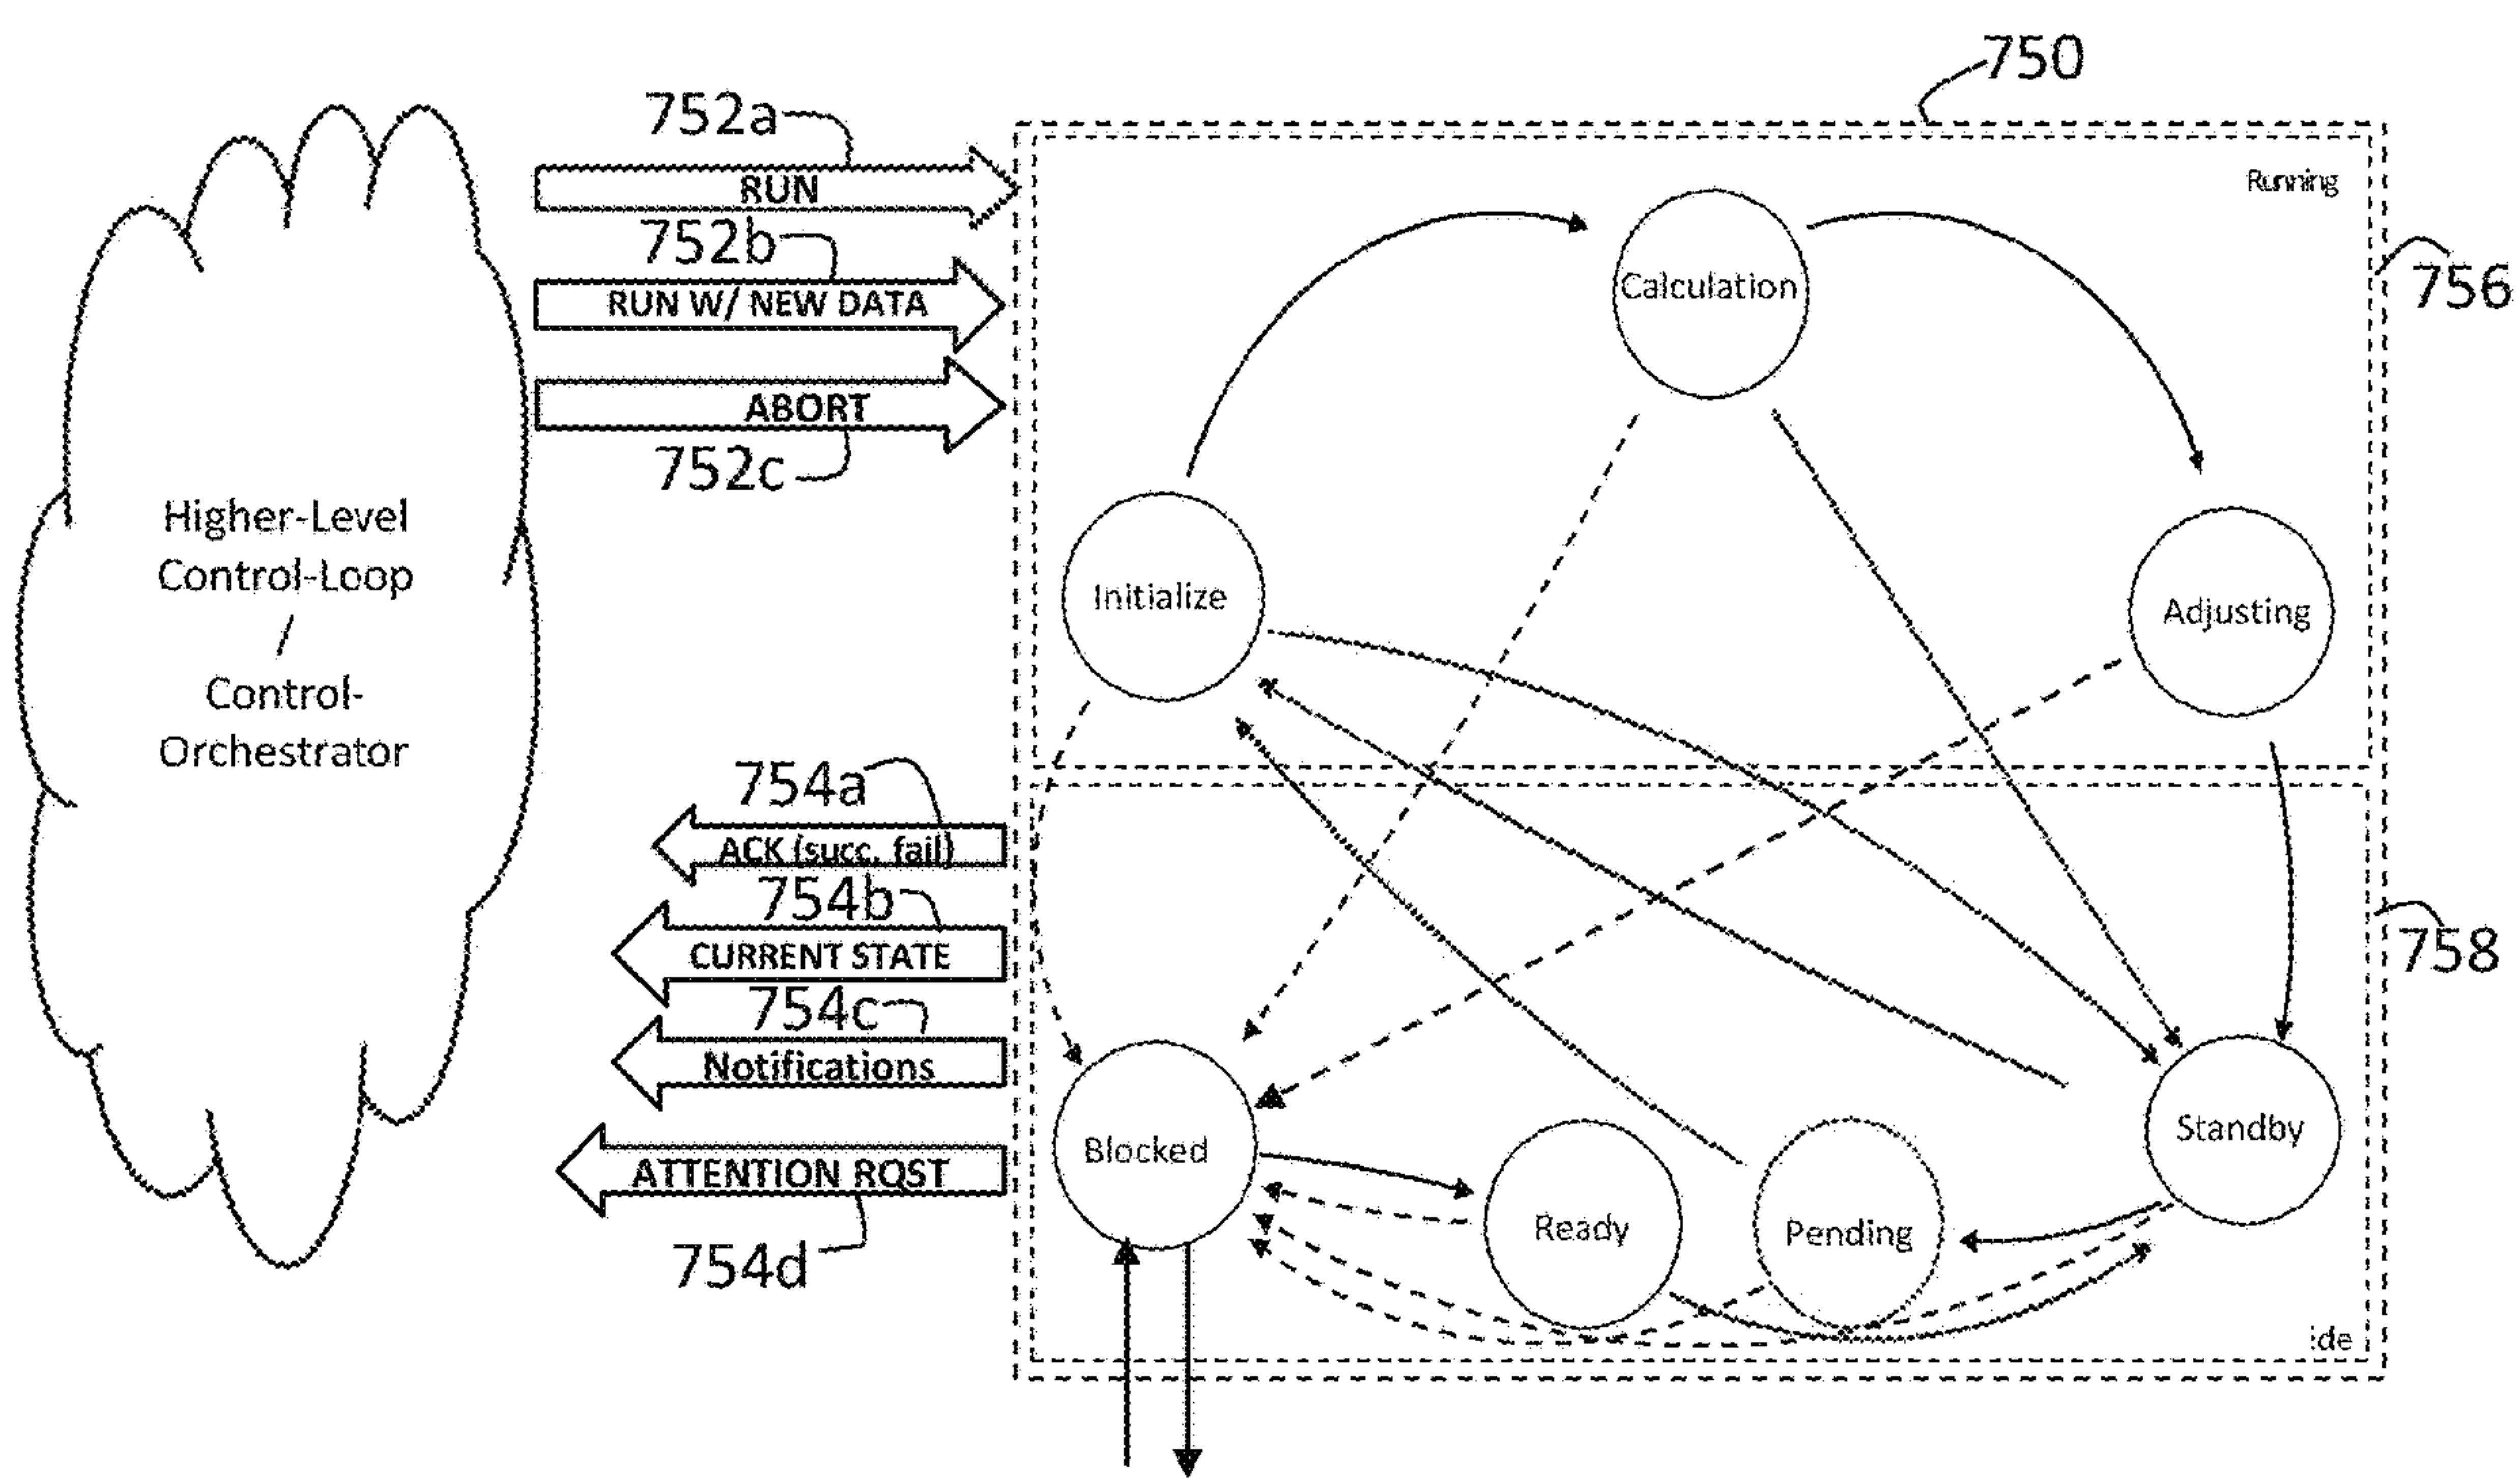 750
752a
RUN
Running
752b
RUN W/ NEW DATA
756
Calculation
ABORT
752c
Higher-Level
Control-Loop
/
Control-
Orchestrator
Initialize
Adjusting
754a
ACK (succ. fail)
754b
CURRENT STATE
758
754c
Notifications
Blocked
Standby
ATTENTION RQST
Ready
Pending
754d